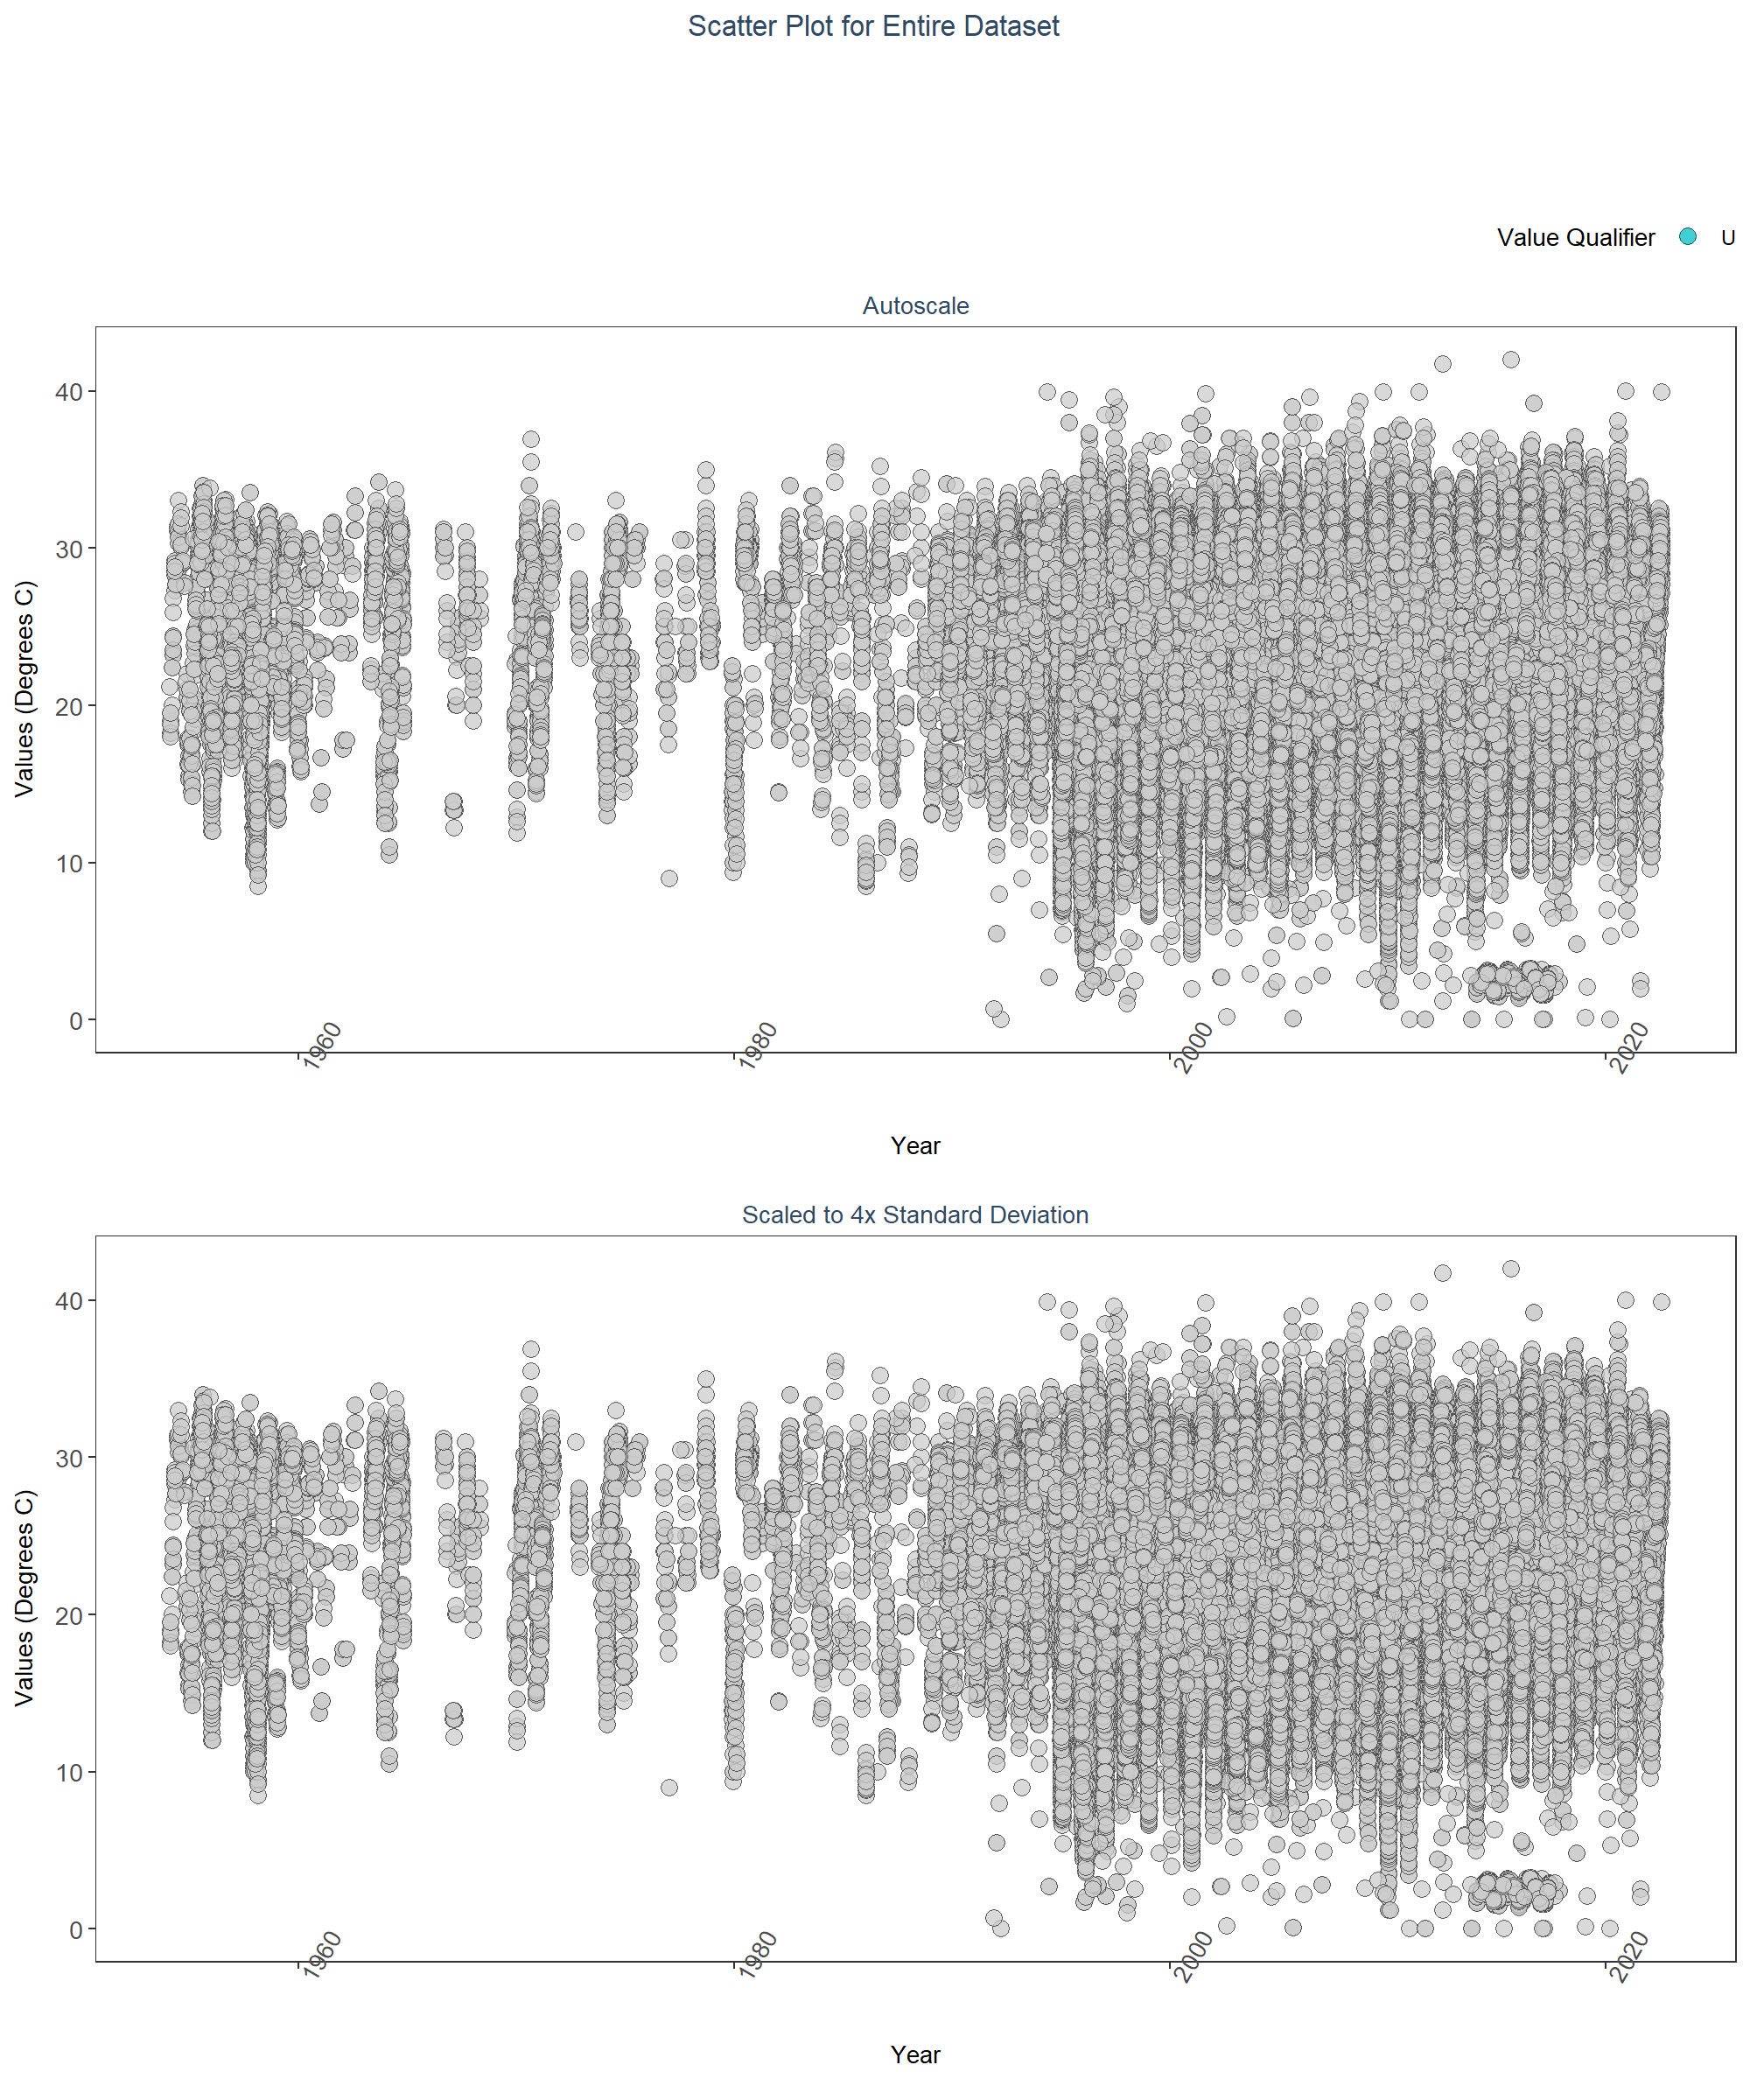 Scatter Plot for Entire Dataset
Value Qualifier U
Autoscale
Values (Degrees C)
40
30
20
10
0
1960 1980 2000 2020
Year
Scaled to 4x Standard Deviation
Values (Degrees C)
40
30
20
10
0
1960 1980 2000 2020
Year